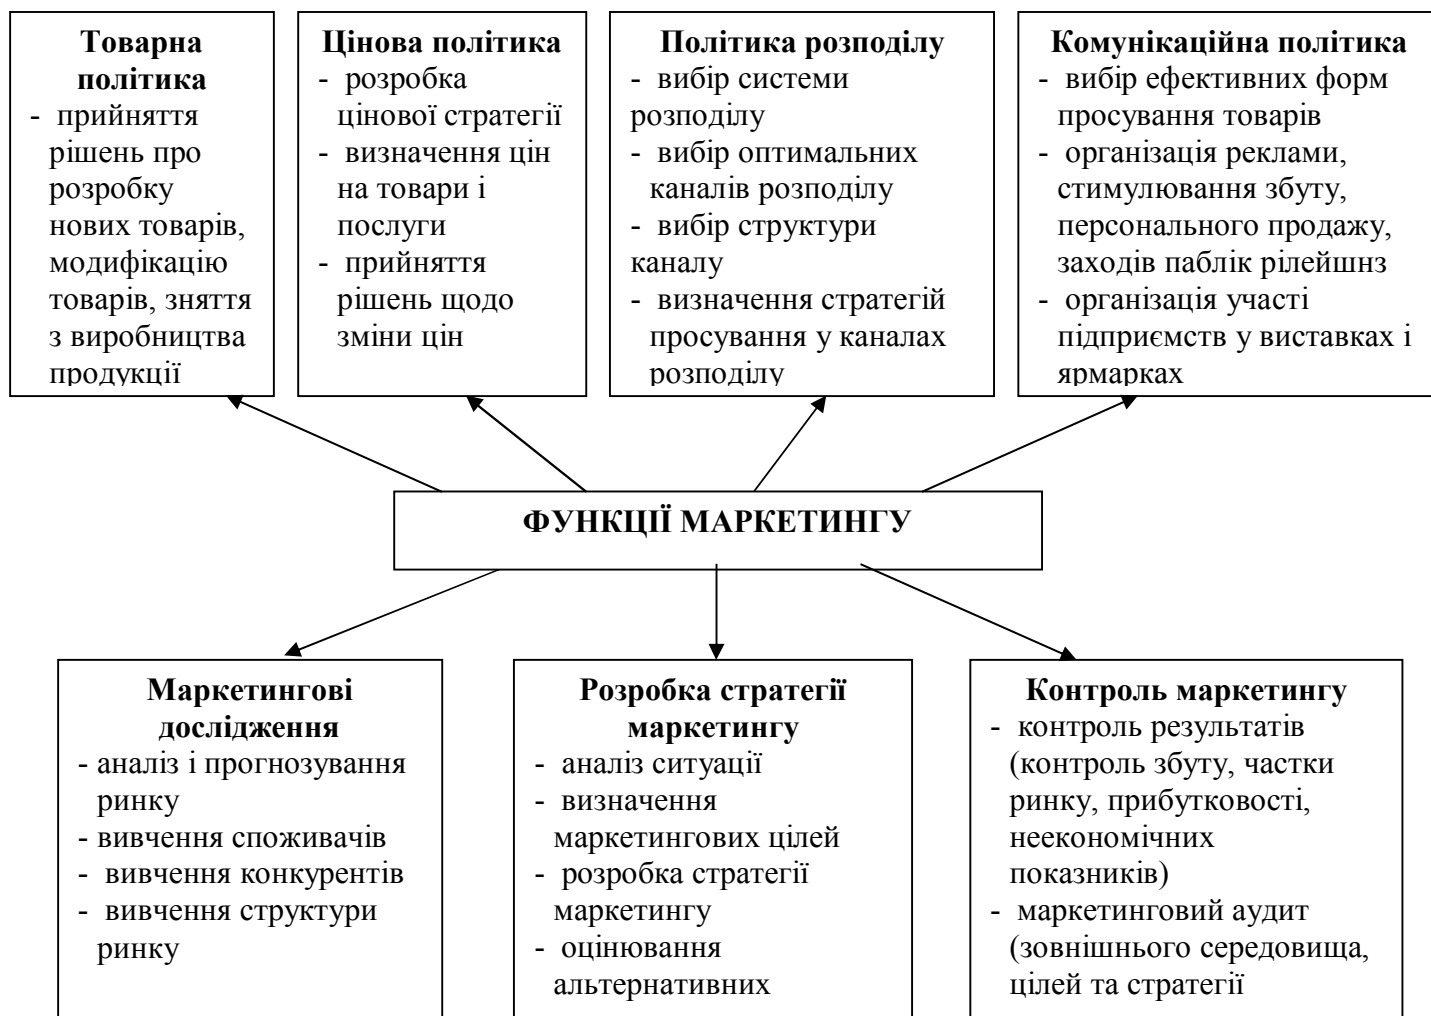 Товарна
політика
- прийняття
рішень про
розробку
нових товарів,
модифікацію
товарів, зняття
з виробництва
продукції
Цінова політика
- розробка
цінової стратегії
- визначення цін
на товари і
послуги
- прийняття
рішень щодо
зміни цін
Політика розподілу
- вибір системи
розподілу
- вибір оптимальних
каналів розподілу
- вибір структури
каналу
- визначення стратегій
просування у каналах
розподілу
Комунікаційна політика
- вибір ефективних форм
просування товарів
- організація реклами,
стимулювання збуту,
персонального продажу,
заходів паблік рілейшнз
- організація участі
підприємств у виставках і
ярмарках
ФУНКЦІЇ МАРКЕТИНГУ
Маркетингові
дослідження
- аналіз і прогнозування
ринку
- вивчення споживачів
- вивчення конкурентів
- вивчення структури
ринку
Розробка стратегії
маркетингу
- аналіз ситуації
- визначення
маркетингових цілей
- розробка стратегії
маркетингу
- оцінювання
альтернативних
Контроль маркетингу
- контроль результатів
(контроль збуту, частки
ринку, прибутковості,
неекономічних
показників)
- маркетинговий аудит
(зовнішнього середовища,
цілей та стратегії